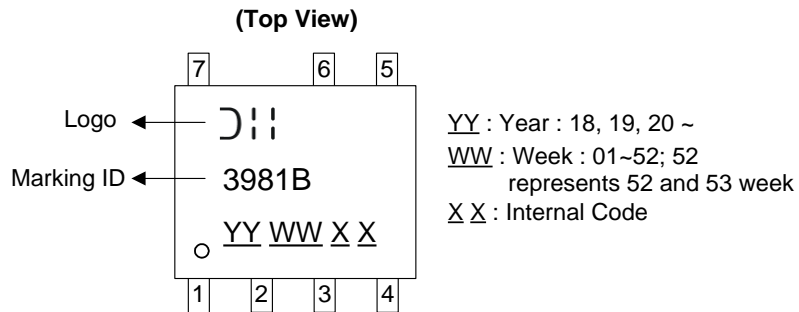 (Top View)
7 6 5
Logo
Marking ID
3981B
YY WW X X
1 2 3 4
YY : Year : 18, 19, 20 ~
WW : Week : 01~52; 52
represents 52 and 53 week
X X : Internal Code